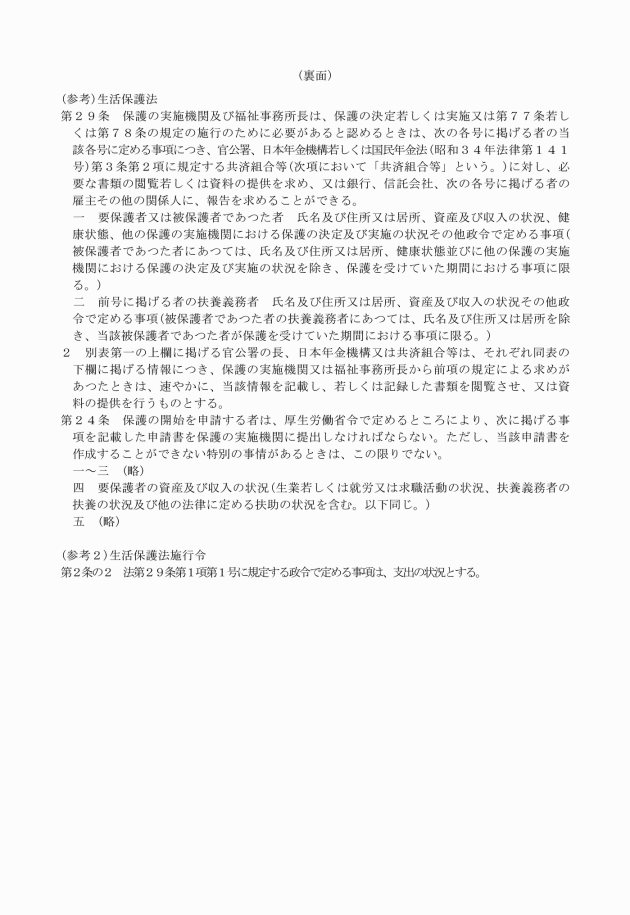 (裏面)
(参考)生活保護法
第２９条　保護の実施機関及び福祉事務所長は、保護の決定若しくは実施又は第７７条若し
くは第７８条の規定の施行のために必要があると認めるときは、次の各号に掲げる者の当
該各号に定める事項につき、官公署、日本年金機構若しくは国民年金法(昭和３４年法律第１４１
号)第３条第２項に規定する共済組合等(次項において「共済組合等」という。)に対し、必
要な書類の閲覧若しくは資料の提供を求め、又は銀行、信託会社、次の各号に掲げる者の
雇主その他の関係人に、報告を求めることができる。
一　要保護者又は被保護者であつた者　氏名及び住所又は居所、資産及び収入の状況、健
康状態、他の保護の実施機関における保護の決定及び実施の状況その他政令で定める事項(
被保護者であつた者にあつては、氏名及び住所又は居所、健康状態並びに他の保護の実施
機関における保護の決定及び実施の状況を除き、保護を受けていた期間における事項に限
る。)
二　前号に掲げる者の扶養義務者　氏名及び住所又は居所、資産及び収入の状況その他政
令で定める事項(被保護者であつた者の扶養義務者にあつては、氏名及び住所又は居所を除
き、当該被保護者であつた者が保護を受けていた期間における事項に限る。)
２　別表第一の上欄に掲げる官公署の長、日本年金機構又は共済組合等は、それぞれ同表の
下欄に掲げる情報につき、保護の実施機関又は福祉事務所長から前項の規定による求めが
あつたときは、速やかに、当該情報を記載し、若しくは記録した書類を閲覧させ、又は資
料の提供を行うものとする。
第２４条　保護の開始を申請する者は、厚生労働省令で定めるところにより、次に掲げる事
項を記載した申請書を保護の実施機関に提出しなければならない。ただし、当該申請書を
作成することができない特別の事情があるときは、この限りでない。
一～三　(略)
四　要保護者の資産及び収入の状況(生業若しくは就労又は求職活動の状況、扶養義務者の
扶養の状況及び他の法律に定める扶助の状況を含む。以下同じ。)
五　(略)
(参考２)生活保護法施行令
第２条の２　法第２９条第１項第１号に規定する政令で定める事項は、支出の状況とする。